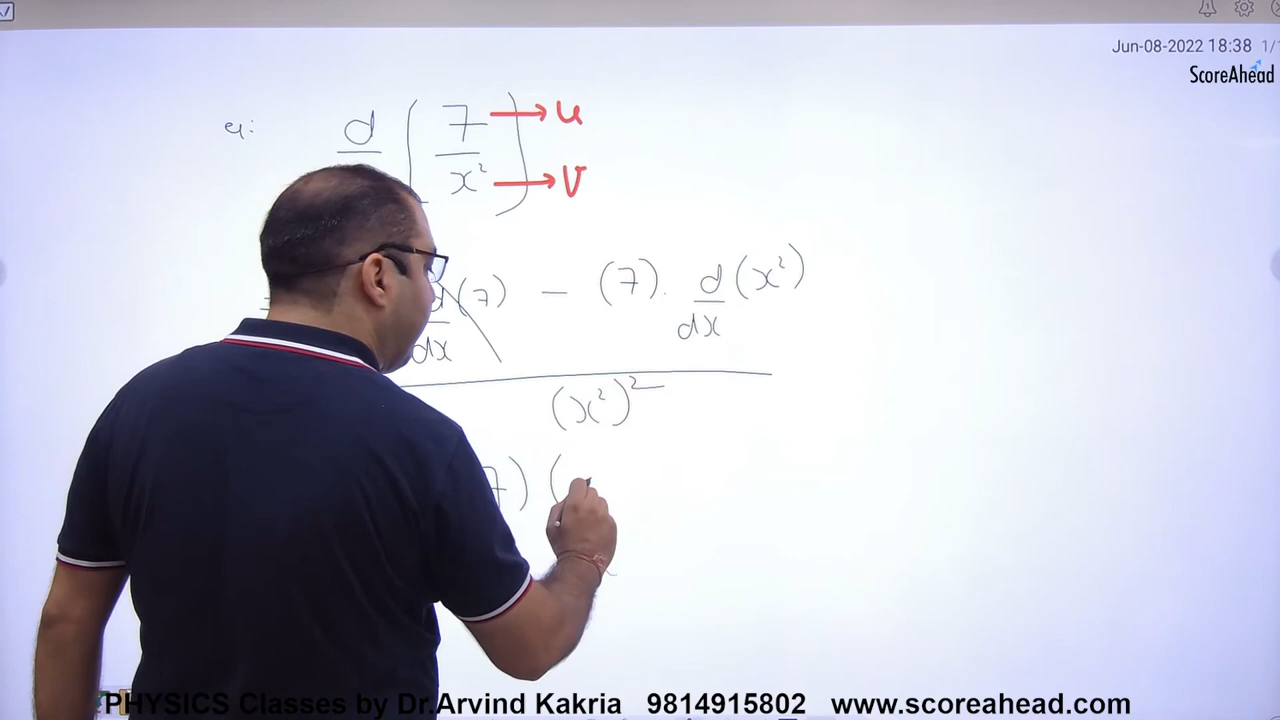 Jun-08-2022 18:38 1/
ScoreAhead
d ( 7 → u
x² ) → v
d (7) - (7). d (x²)
dx dx
(x²)²
7) (
PHYSICS Classes by Dr.Arvind Kakria 9814915802 www.scoreahead.com